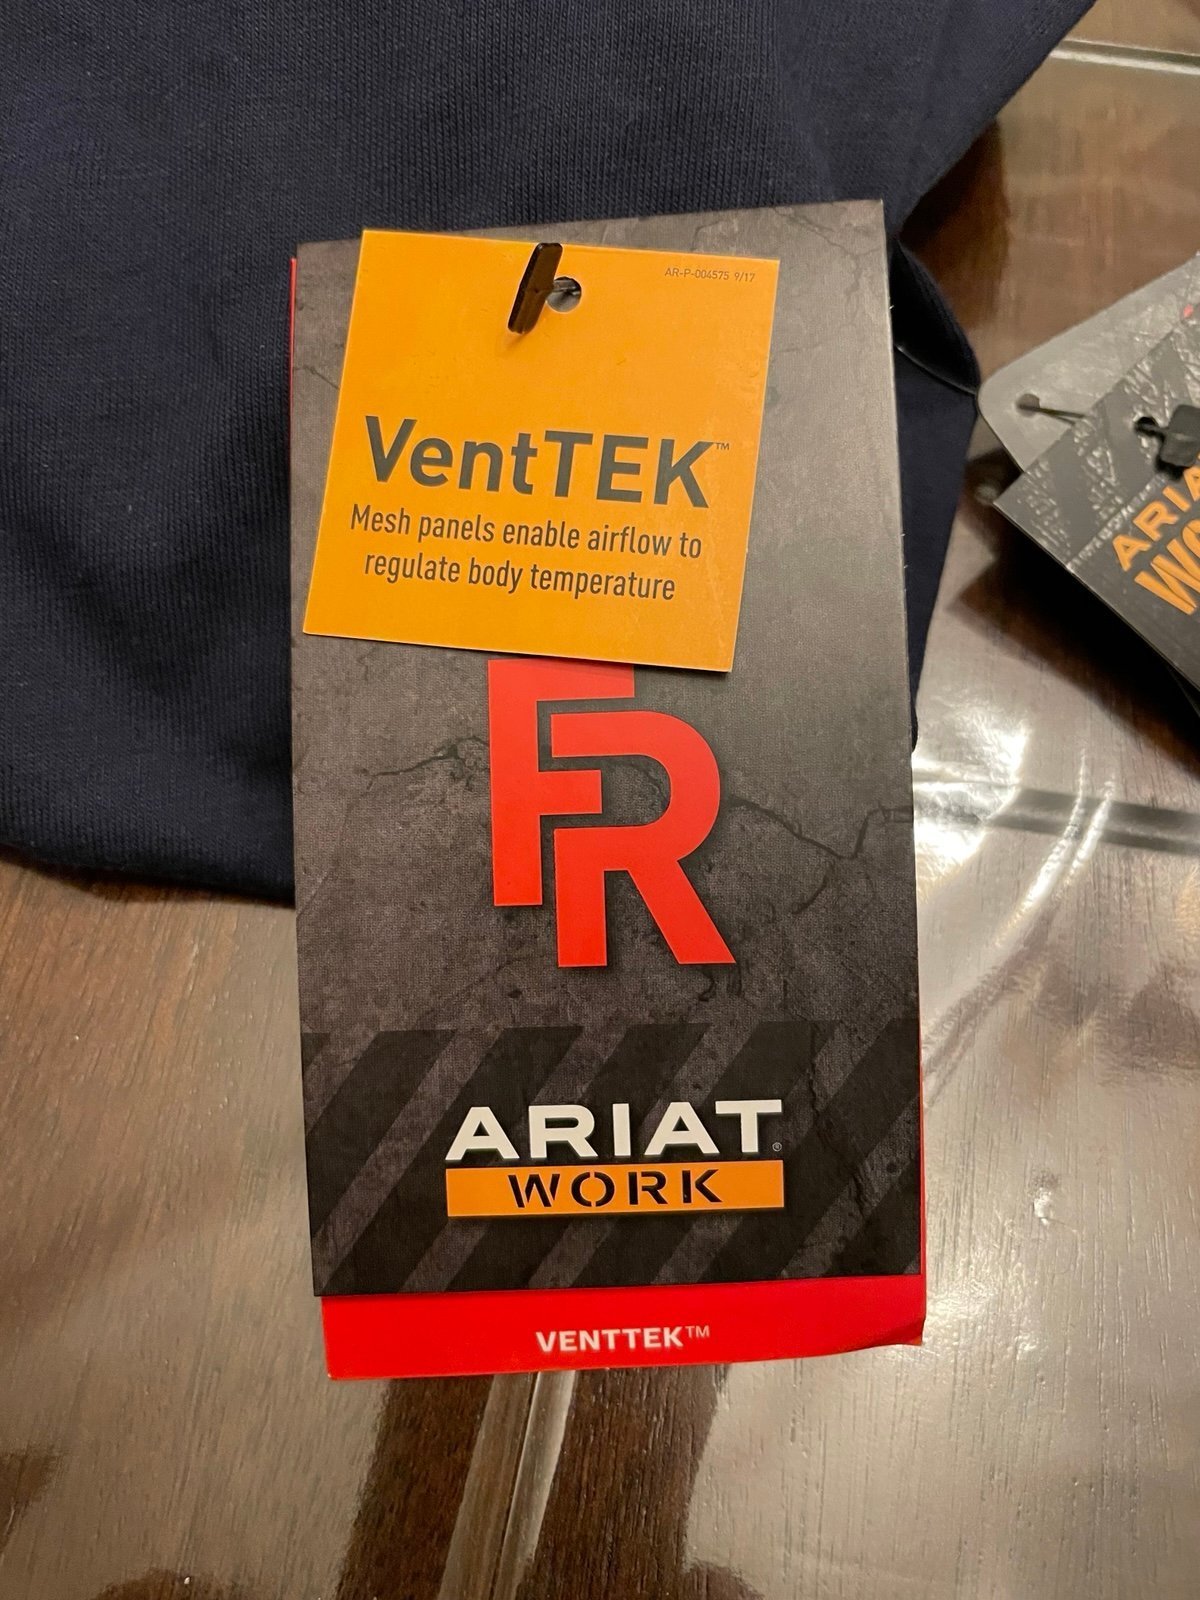 AR-P-004575 9/17
VentTEK™
Mesh panels enable airflow to
regulate body temperature
FR
ARIAT®
WORK
VENTTEK™